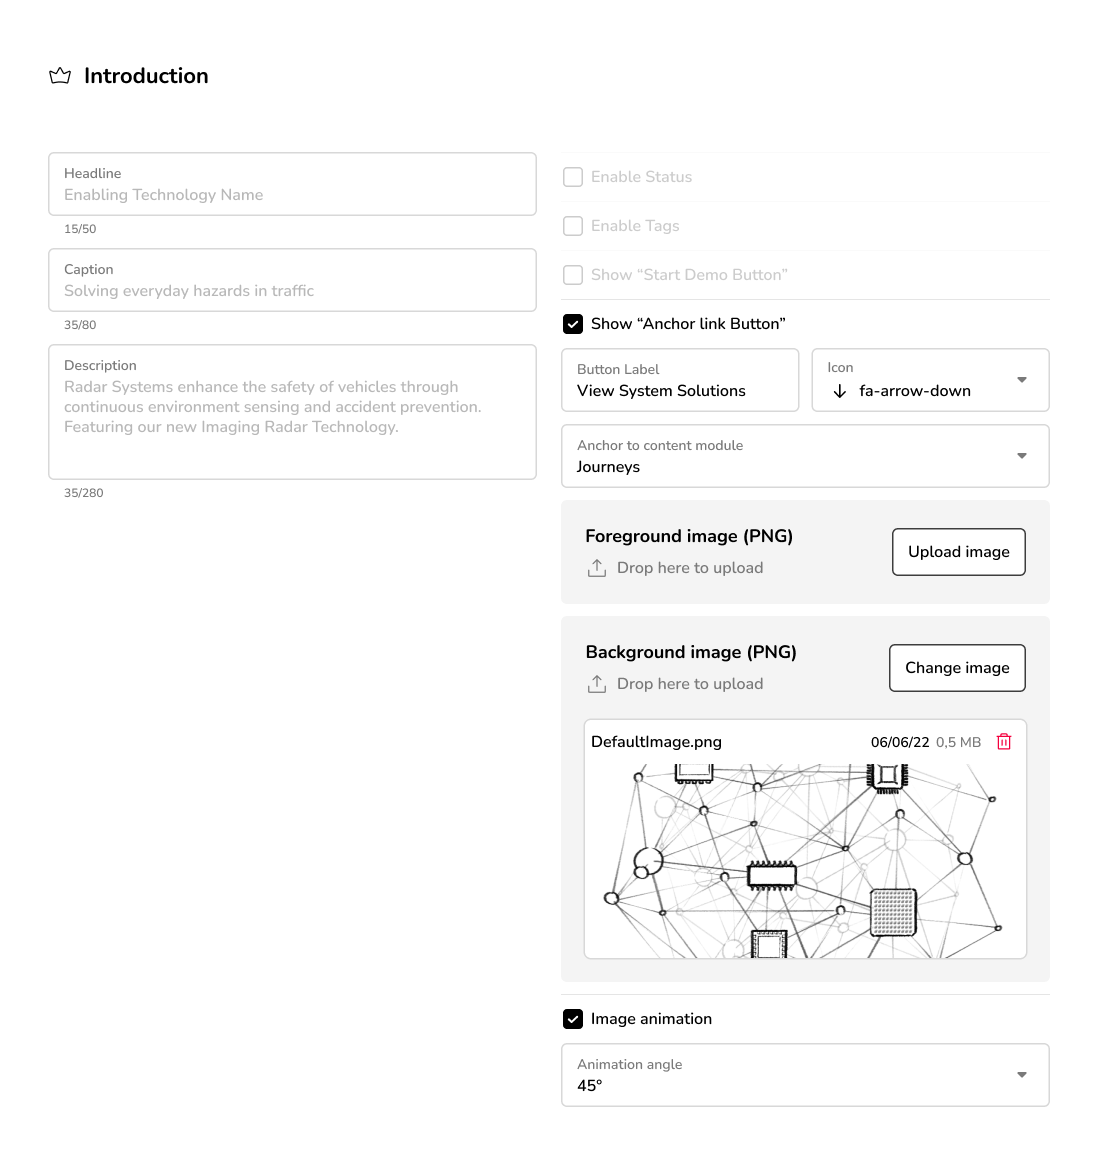 Introduction
Headline
Enabling Technology Name
15/50
Caption
Solving everyday hazards in traffic
35/80
Description
Radar Systems enhance the safety of vehicles through
continuous environment sensing and accident prevention.
Featuring our new Imaging Radar Technology.
35/280
Enable Status
Enable Tags
Show “Start Demo Button”
Show “Anchor link Button”
Button Label
View System Solutions
Icon
fa-arrow-down
Anchor to content module
Journeys
Foreground image (PNG)
Drop here to upload
Upload image
Background image (PNG)
Drop here to upload
Change image
DefaultImage.png 06/06/22 0,5 MB
Image animation
Animation angle
45°